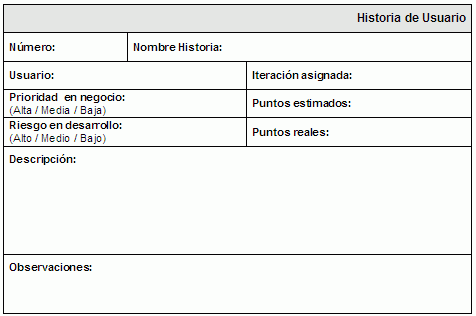 Historia de Usuario
Número: Nombre Historia:
Usuario: Iteración asignada:
Prioridad en negocio:
(Alta / Media / Baja)
Puntos estimados:
Riesgo en desarrollo:
(Alto / Medio / Bajo)
Puntos reales:
Descripción:
Observaciones: